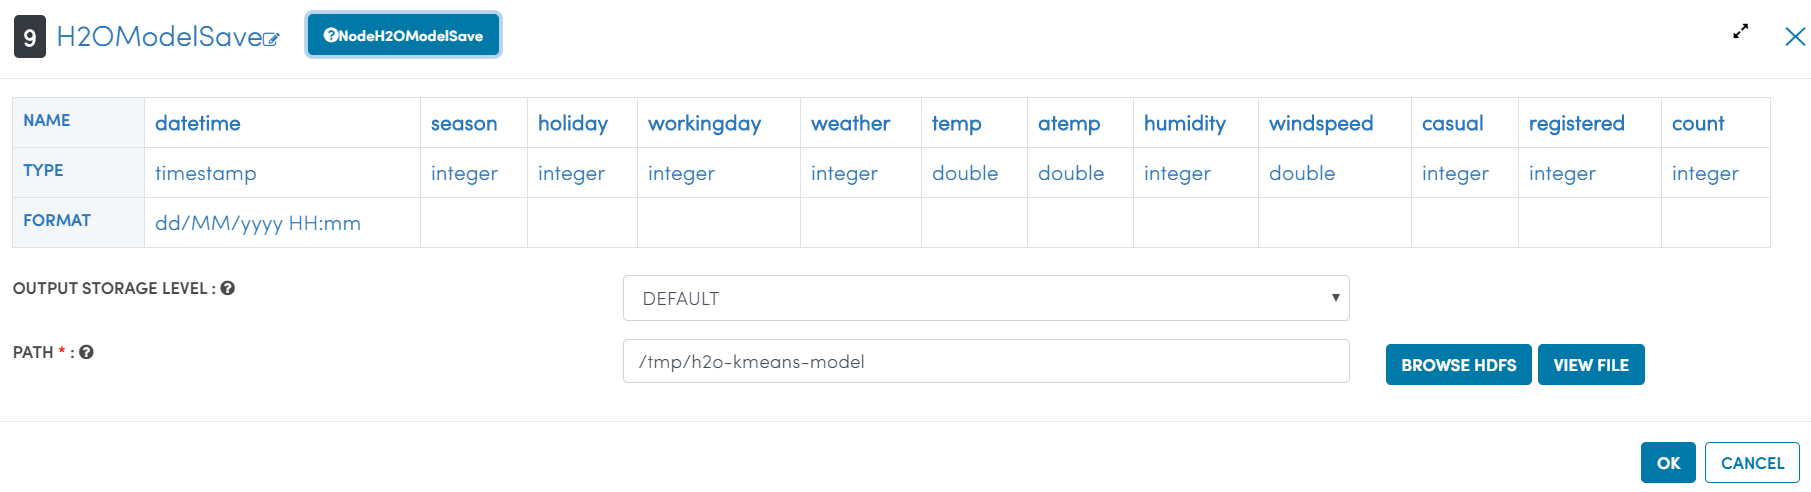 9 H2OModelSave NodeH2OModelSave
NAME datetime season holiday workingday weather temp atemp humidity windspeed casual registered count
TYPE timestamp integer integer integer integer double double integer double integer integer integer
FORMAT dd/MM/yyyy HH:mm
OUTPUT STORAGE LEVEL : DEFAULT
PATH * : /tmp/h2o-kmeans-model BROWSE HDFS VIEW FILE
OK CANCEL